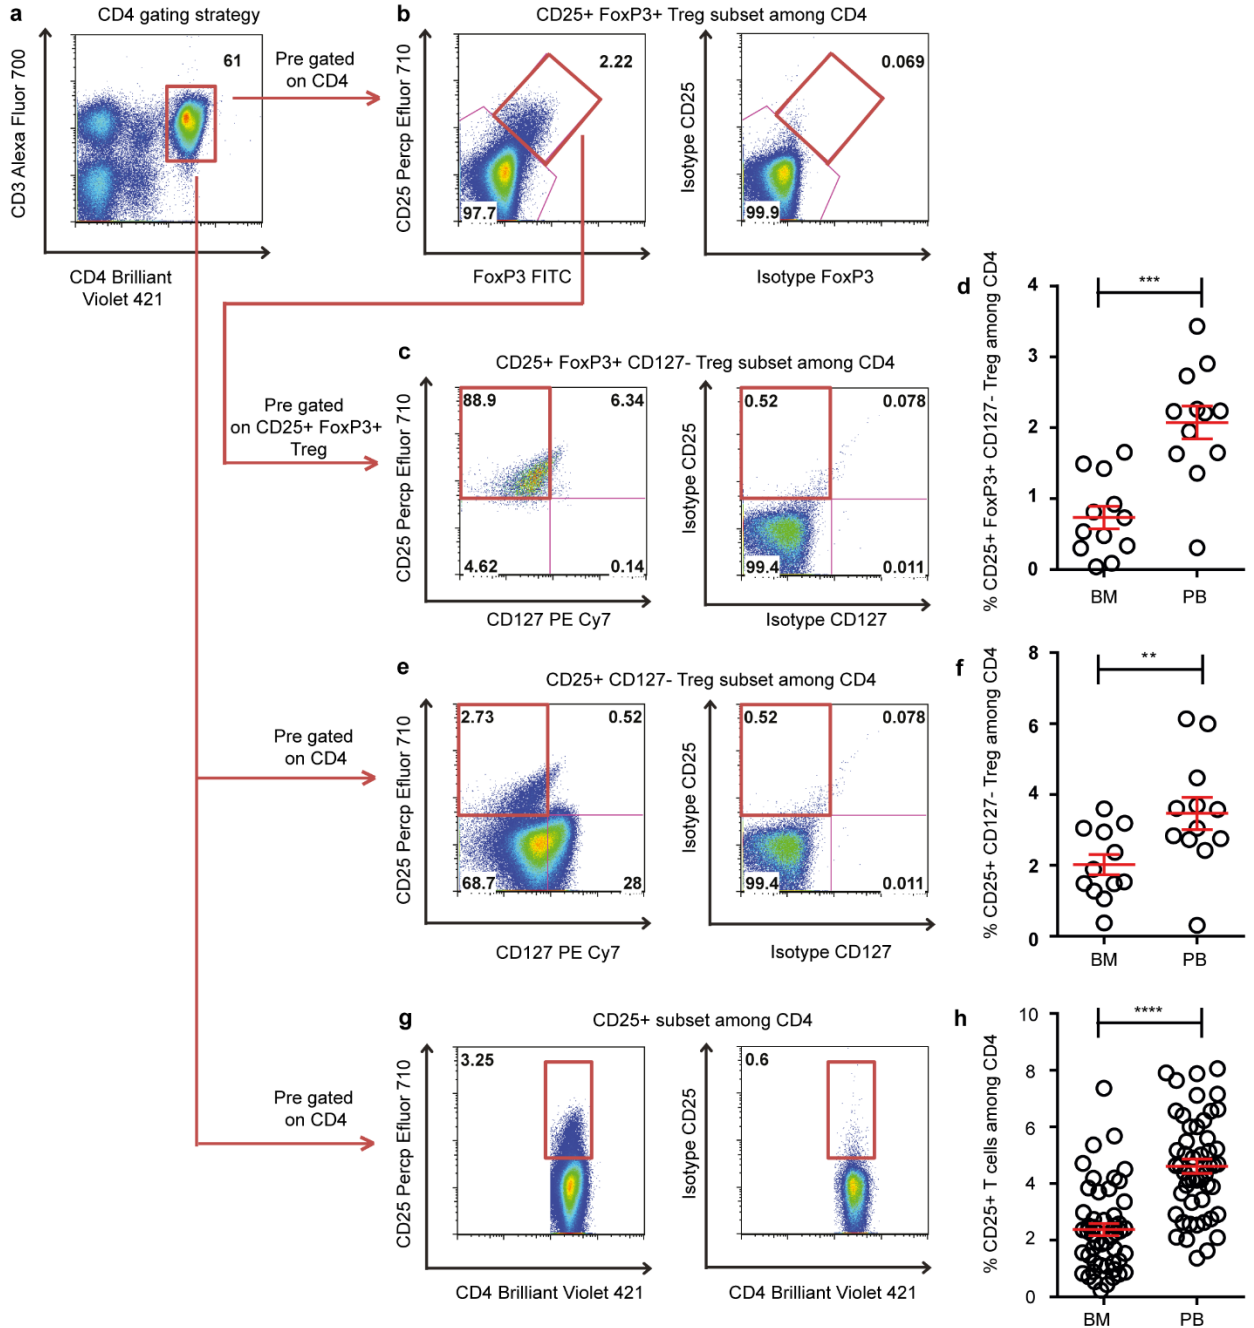 a
CD4 gating strategy
61
CD3 Alexa Fluor 700
CD4 Brilliant
Violet 421
Pre gated
on CD4
b
CD25+ FoxP3+ Treg subset among CD4
2.22
97.7
CD25 Percp Efluor 710
FoxP3 FITC
0.069
99.9
Isotype CD25
Isotype FoxP3
Pre gated
on CD25+ FoxP3+
Treg
c
CD25+ FoxP3+ CD127- Treg subset among CD4
88.9
6.34
4.62
0.14
CD25 Percp Efluor 710
CD127 PE Cy7
0.52
0.078
99.4
0.011
Isotype CD25
Isotype CD127
d
% CD25+ FoxP3+ CD127- Treg among CD4
***
4
3
2
1
0
BM
PB
Pre gated
on CD4
e
CD25+ CD127- Treg subset among CD4
2.73
0.52
68.7
28
CD25 Percp Efluor 710
CD127 PE Cy7
0.52
0.078
99.4
0.011
Isotype CD25
Isotype CD127
f
% CD25+ CD127- Treg among CD4
**
8
6
4
2
0
BM
PB
Pre gated
on CD4
g
CD25+ subset among CD4
3.25
CD25 Percp Efluor 710
CD4 Brilliant Violet 421
0.6
Isotype CD25
CD4 Brilliant Violet 421
h
% CD25+ T cells among CD4
****
10
8
6
4
2
0
BM
PB